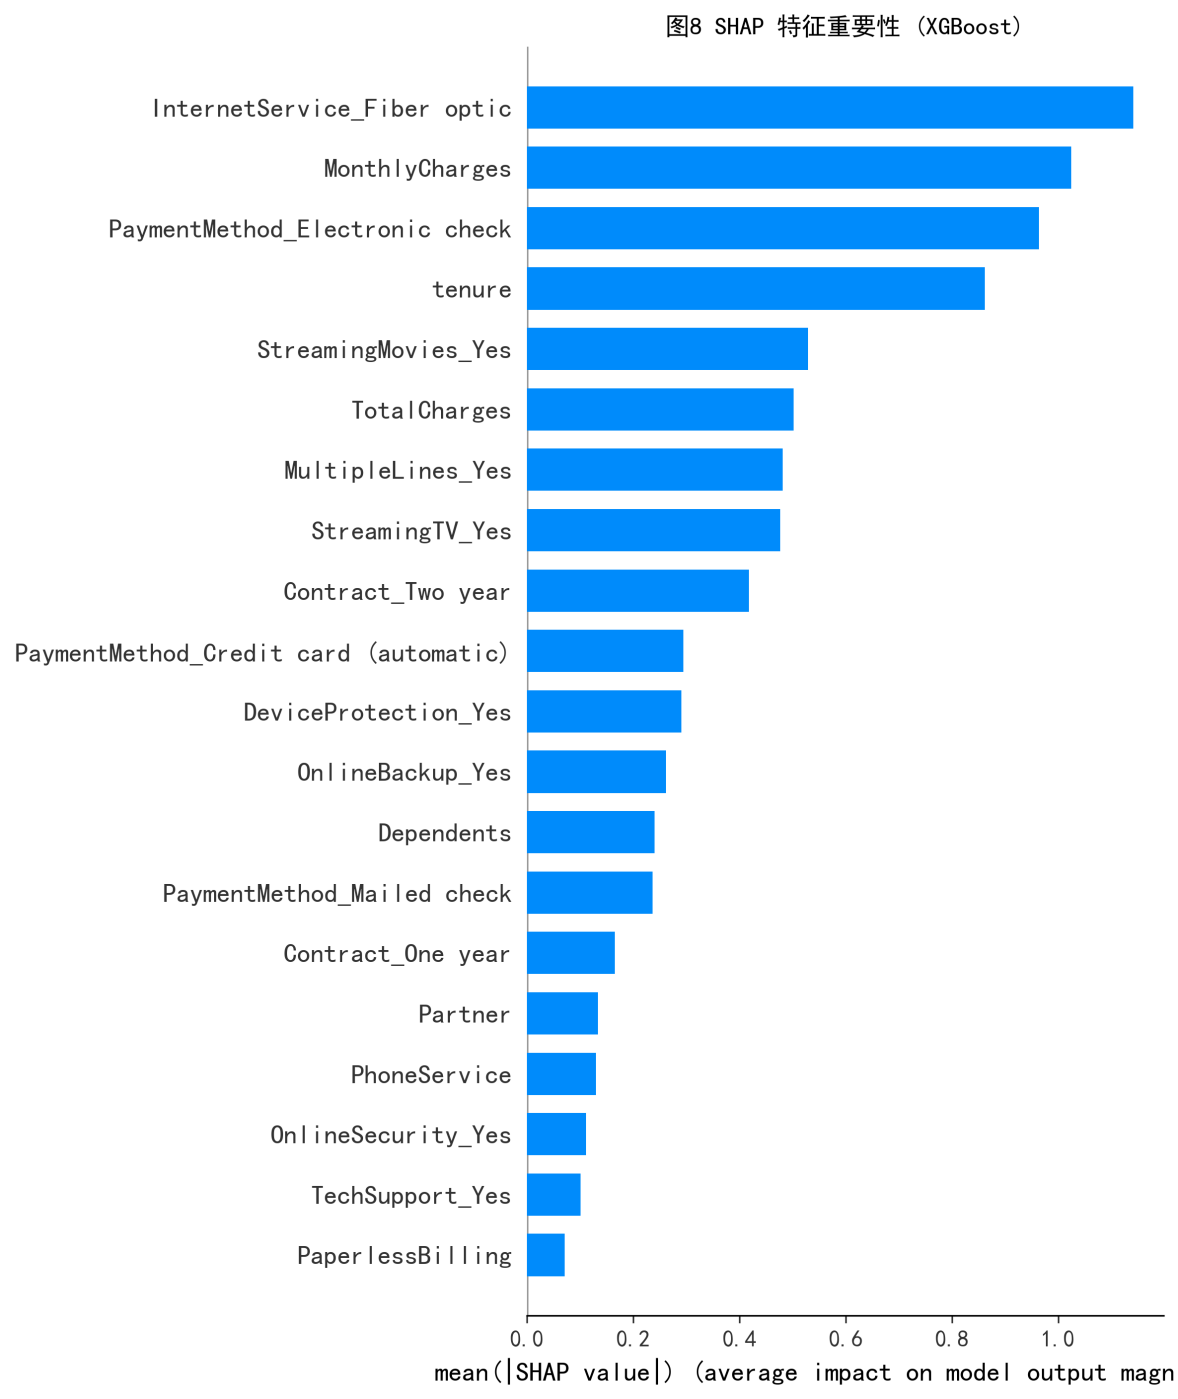 图8 SHAP 特征重要性 (XGBoost)
InternetService_Fiber optic
MonthlyCharges
PaymentMethod_Electronic check
tenure
StreamingMovies_Yes
TotalCharges
MultipleLines_Yes
StreamingTV_Yes
Contract_Two year
PaymentMethod_Credit card (automatic)
DeviceProtection_Yes
OnlineBackup_Yes
Dependents
PaymentMethod_Mailed check
Contract_One year
Partner
PhoneService
OnlineSecurity_Yes
TechSupport_Yes
PaperlessBilling
0.0 0.2 0.4 0.6 0.8 1.0
mean(|SHAP value|) (average impact on model output magn